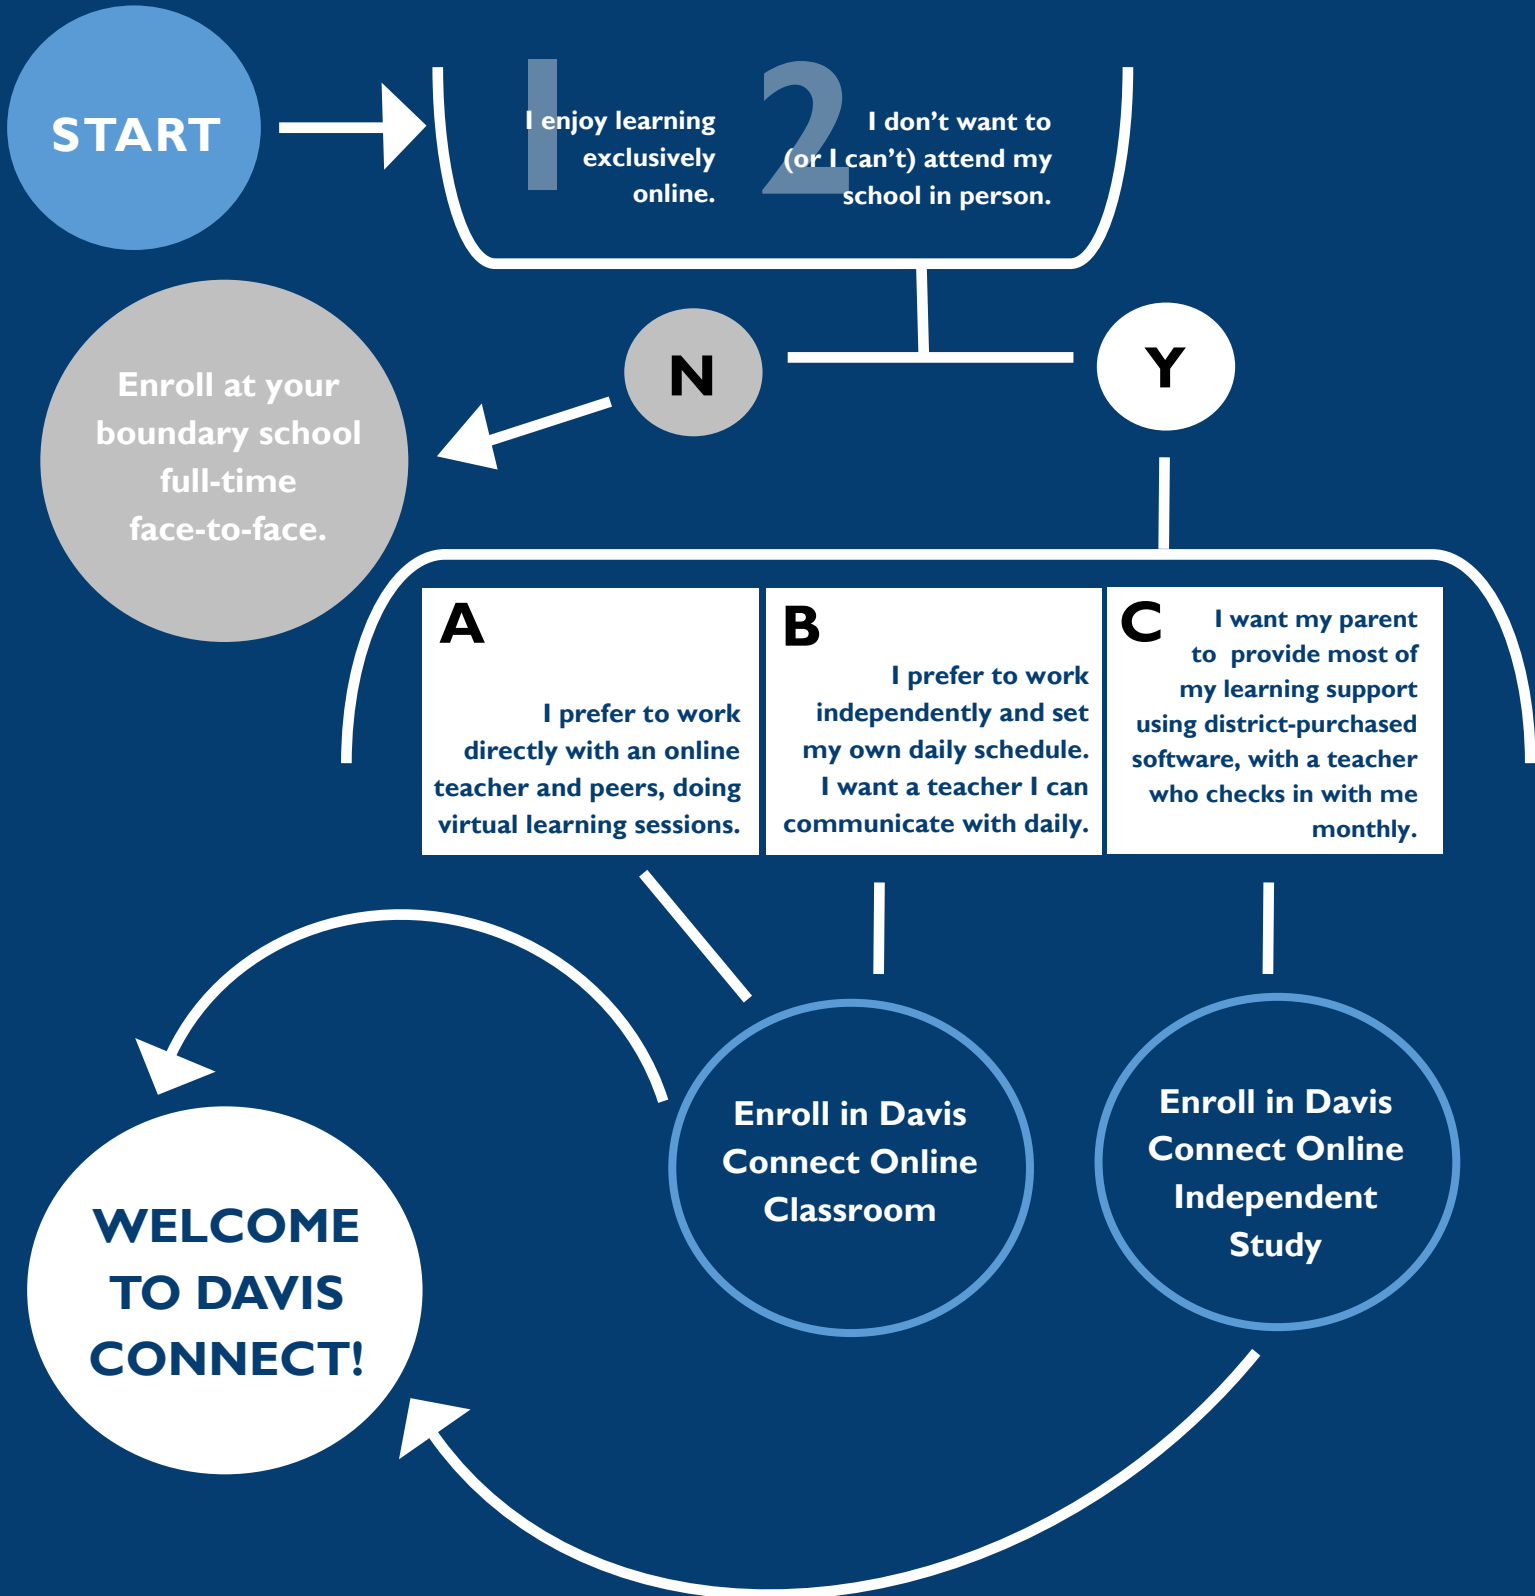 START
1
I enjoy learning
exclusively
online.
2
I don’t want to
(or I can’t) attend my
school in person.
N
Y
Enroll at your
boundary school
full-time
face-to-face.
A
I prefer to work
directly with an online
teacher and peers, doing
virtual learning sessions.
B
I prefer to work
independently and set
my own daily schedule.
I want a teacher I can
communicate with daily.
C
I want my parent
to provide most of
my learning support
using district-purchased
software, with a teacher
who checks in with me
monthly.
Enroll in Davis
Connect Online
Classroom
Enroll in Davis
Connect Online
Independent
Study
WELCOME
TO DAVIS
CONNECT!